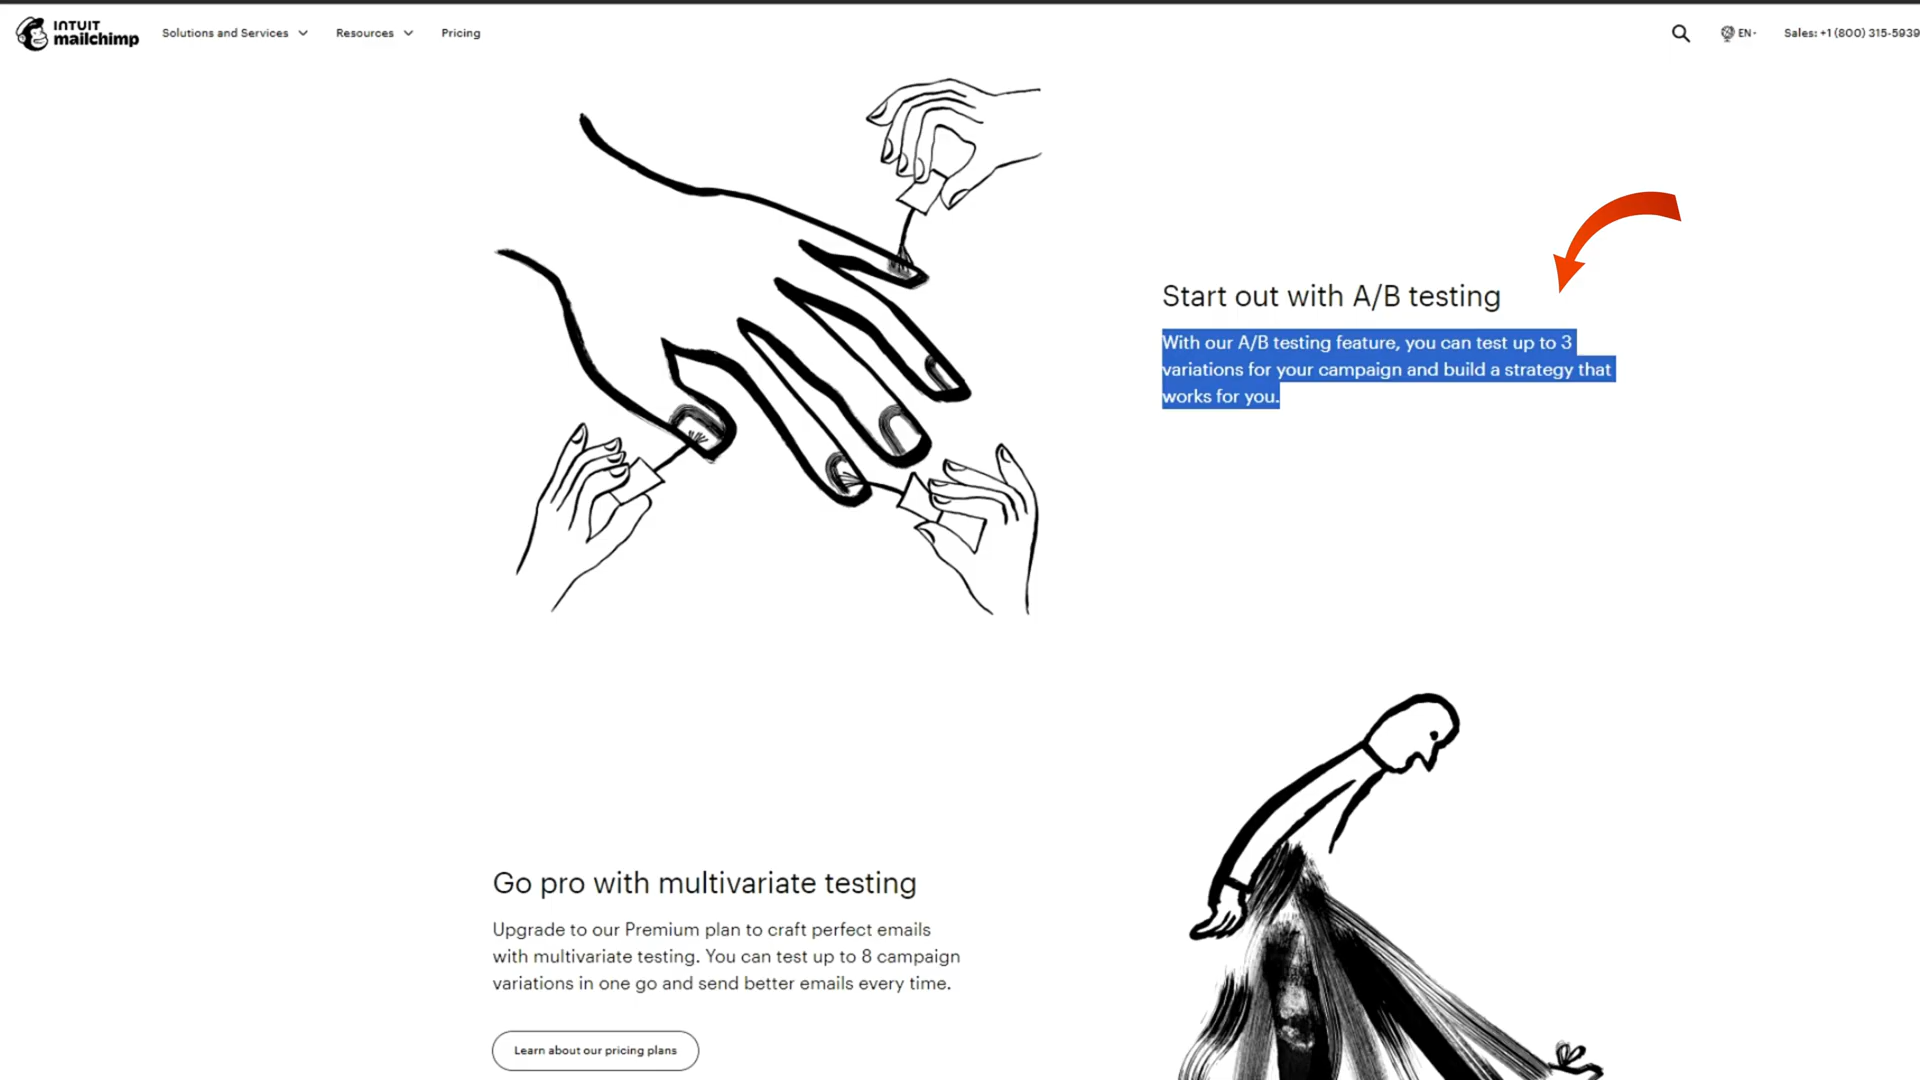 INTUIT
mailchimp
Solutions and Services
Resources
Pricing
EN
Sales: +1 (800) 315-5939
Start out with A/B testing
With our A/B testing feature, you can test up to 3
variations for your campaign and build a strategy that
works for you.
Go pro with multivariate testing
Upgrade to our Premium plan to craft perfect emails
with multivariate testing. You can test up to 8 campaign
variations in one go and send better emails every time.
Learn about our pricing plans